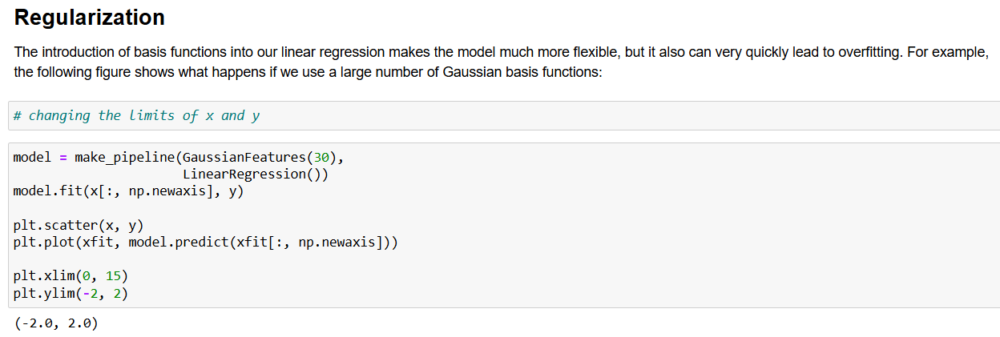 Regularization
The introduction of basis functions into our linear regression makes the model much more flexible, but it also can very quickly lead to overfitting. For example,
the following figure shows what happens if we use a large number of Gaussian basis functions:
# changing the limits of x and y
model = make_pipeline(GaussianFeatures(30),
                      LinearRegression())
model.fit(x[:, np.newaxis], y)
plt.scatter(x, y)
plt.plot(xfit, model.predict(xfit[:, np.newaxis]))
plt.xlim(0, 15)
plt.ylim(-2, 2)
(-2.0, 2.0)